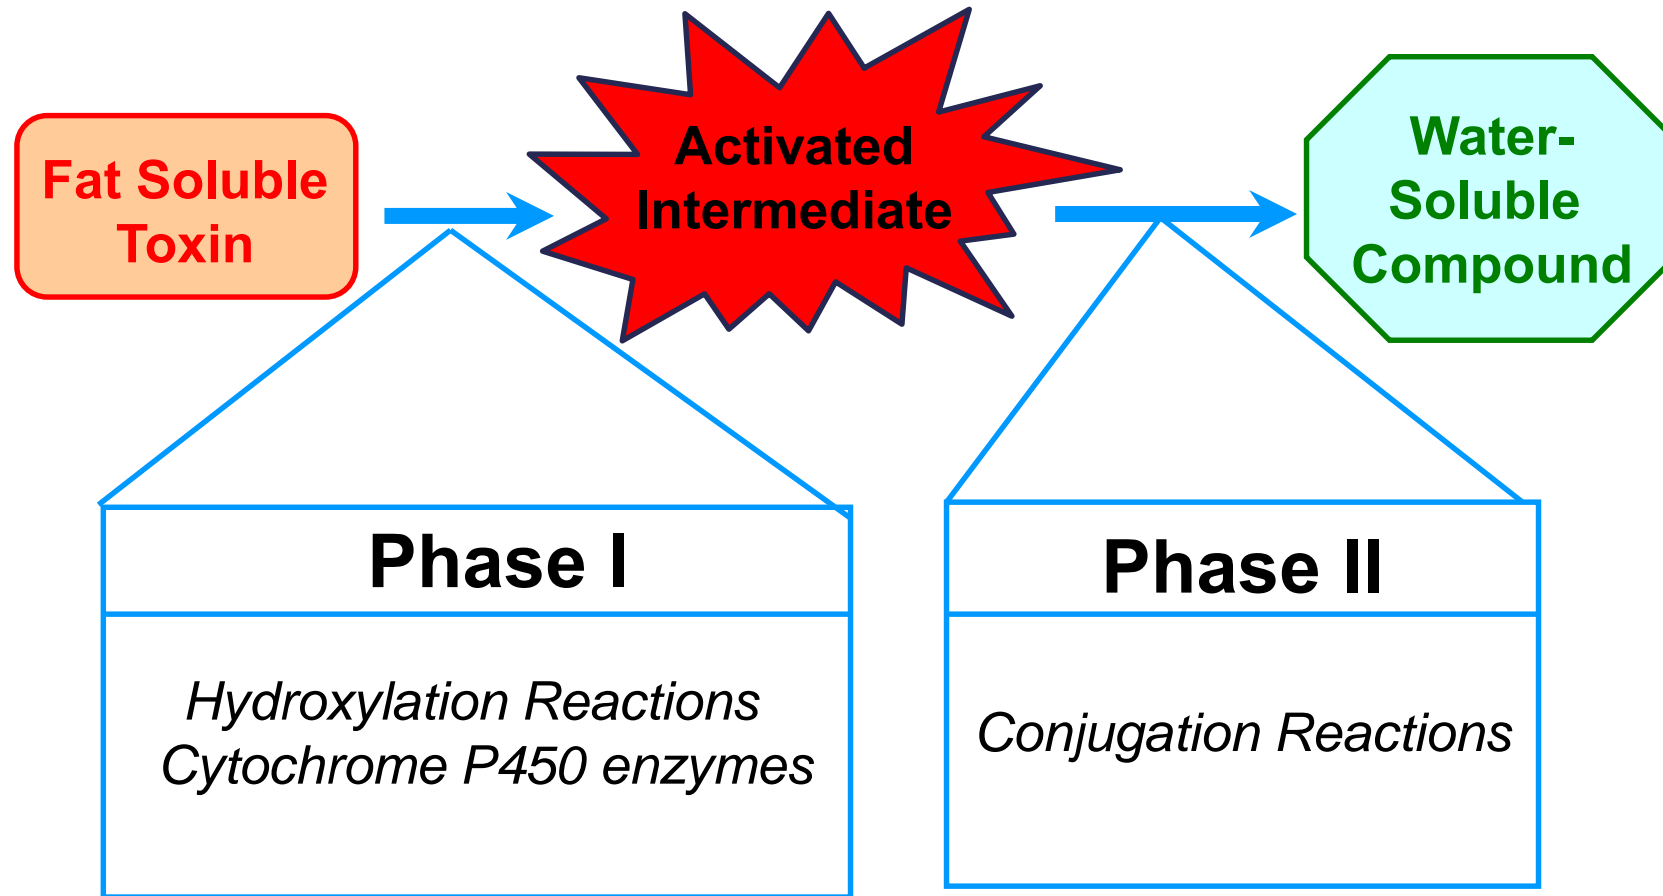 Fat Soluble
Toxin
Activated
Intermediate
Water-
Soluble
Compound
Phase I
Hydroxylation Reactions
Cytochrome P450 enzymes
Phase II
Conjugation Reactions